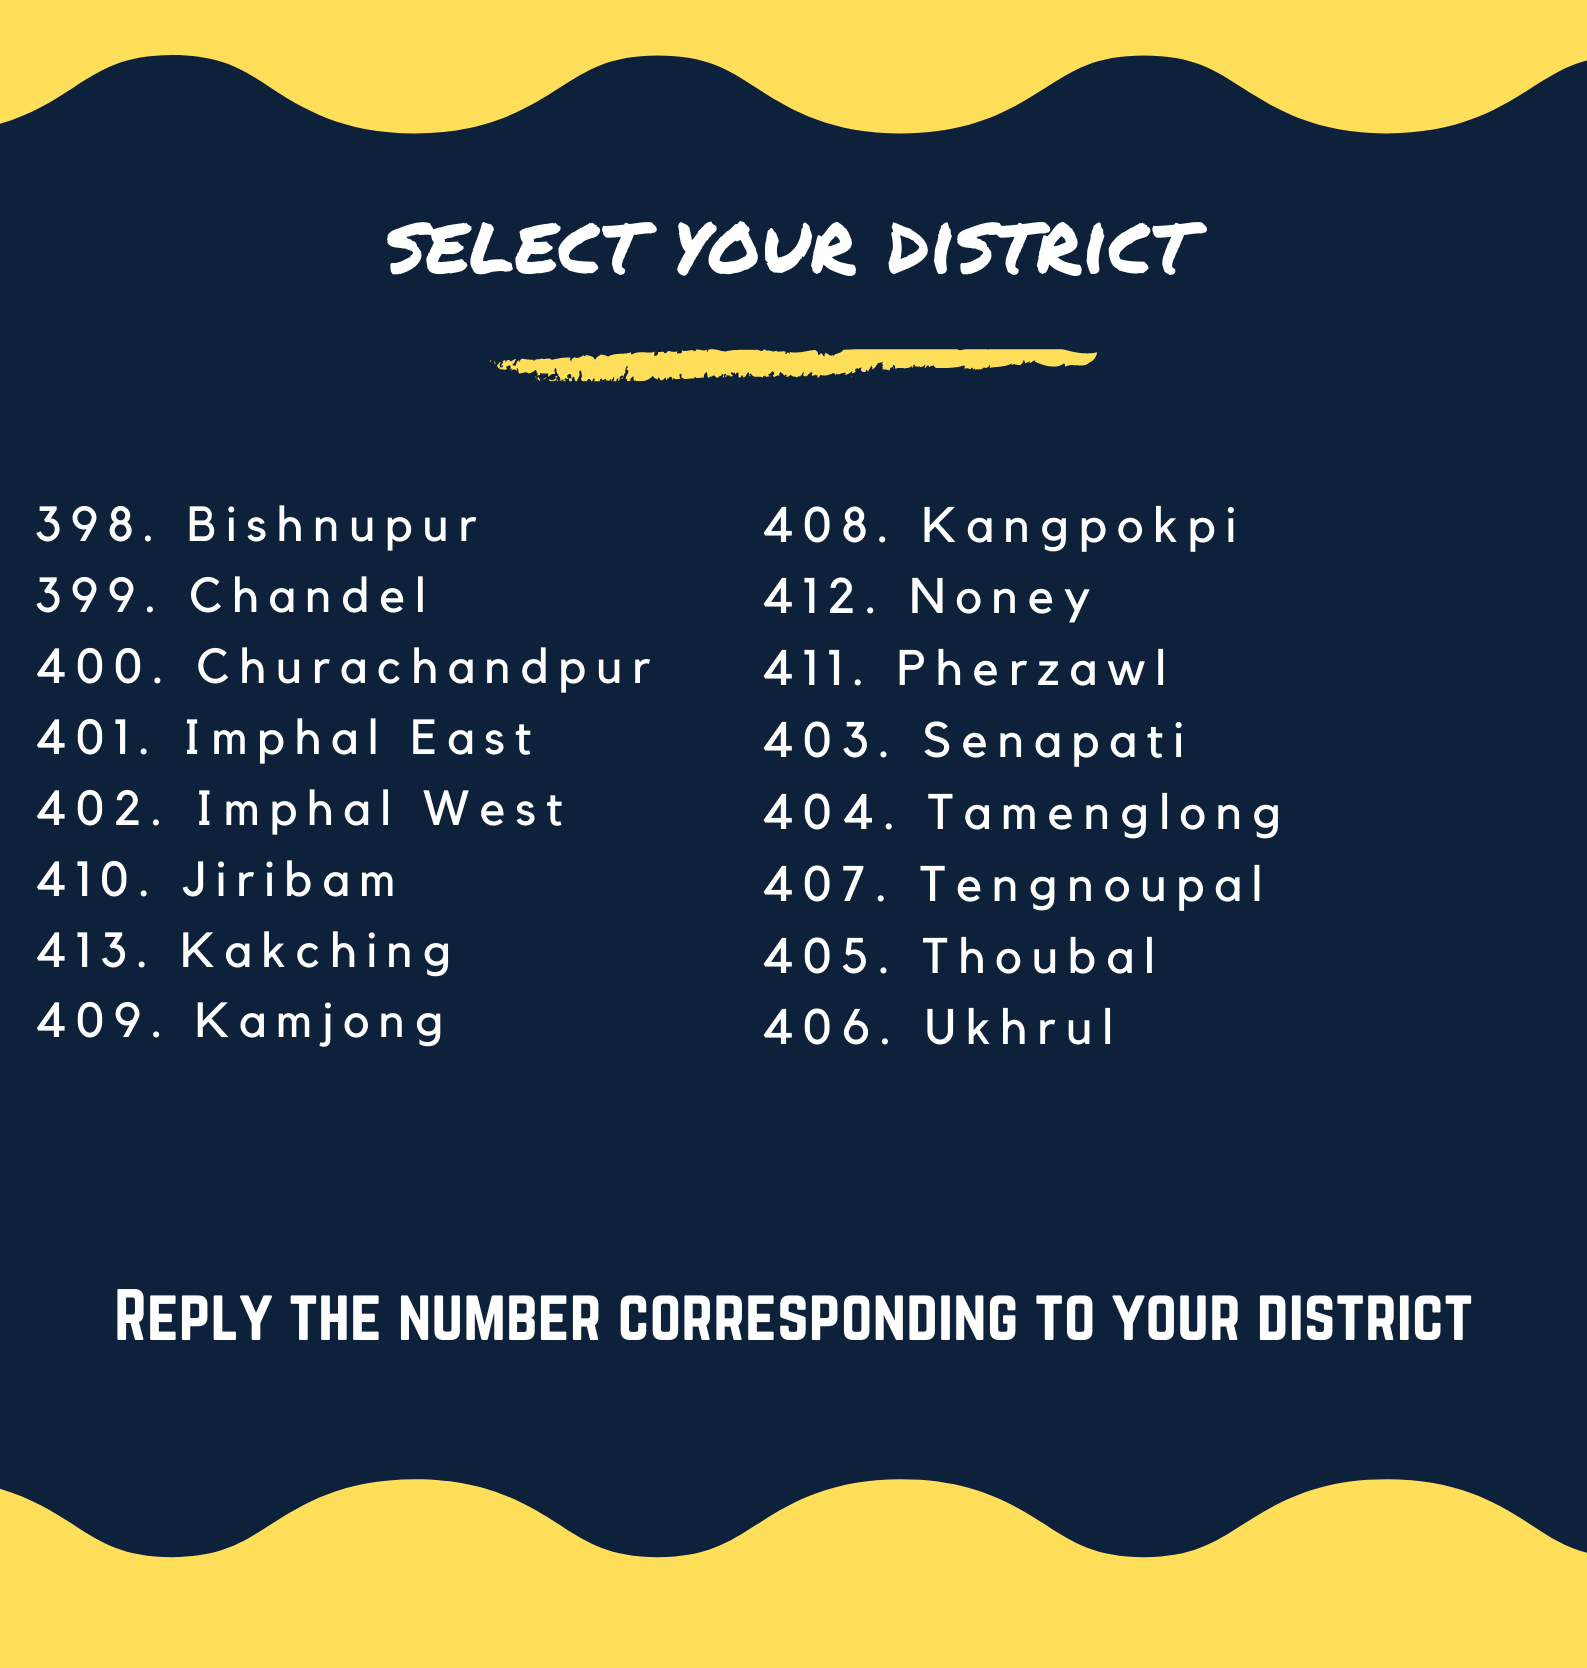 SELECT YOUR DISTRICT
398. Bishnupur
399. Chandel
400. Churachandpur
401. Imphal East
402. Imphal West
410. Jiribam
413. Kakching
409. Kamjong
408. Kangpokpi
412. Noney
411. Pherzawl
403. Senapati
404. Tamenglong
407. Tengnoupal
405. Thoubal
406. Ukhrul
Reply the number corresponding to your district